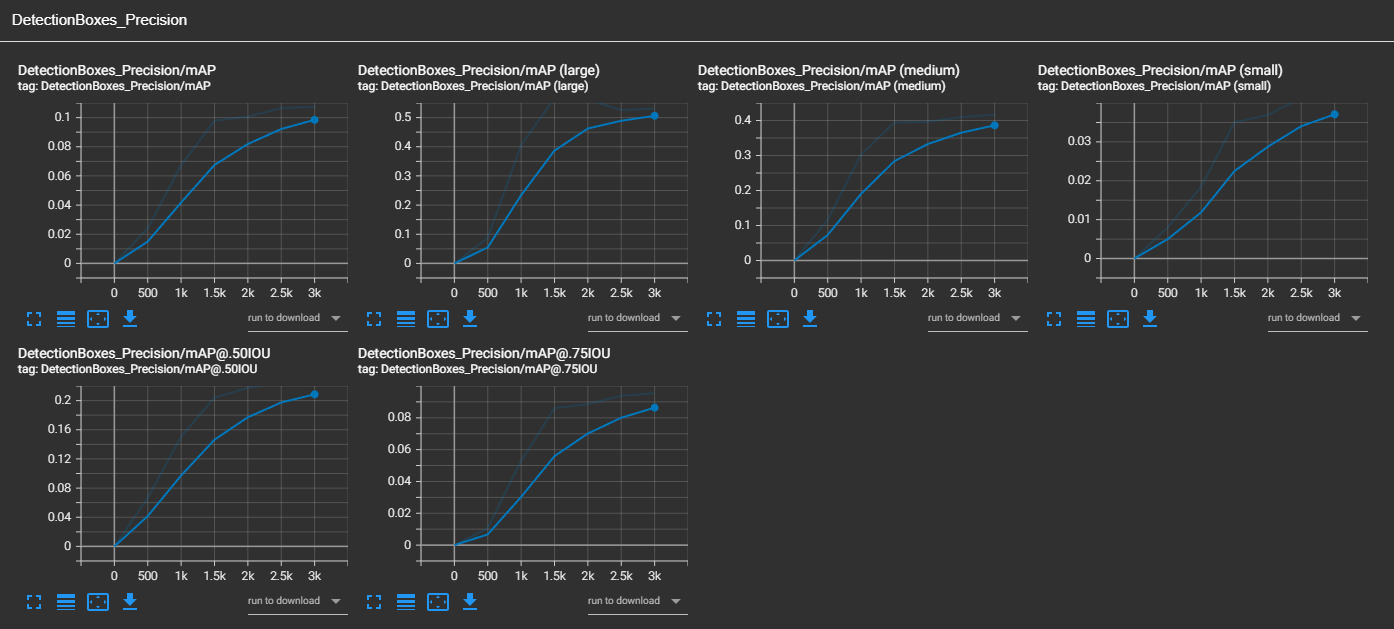 DetectionBoxes_Precision
DetectionBoxes_Precision/mAP
tag: DetectionBoxes_Precision/mAP
0.1
0.08
0.06
0.04
0.02
0
0 500 1k 1.5k 2k 2.5k 3k
run to download
DetectionBoxes_Precision/mAP (large)
tag: DetectionBoxes_Precision/mAP (large)
0.5
0.4
0.3
0.2
0.1
0
0 500 1k 1.5k 2k 2.5k 3k
run to download
DetectionBoxes_Precision/mAP (medium)
tag: DetectionBoxes_Precision/mAP (medium)
0.4
0.3
0.2
0.1
0
0 500 1k 1.5k 2k 2.5k 3k
run to download
DetectionBoxes_Precision/mAP (small)
tag: DetectionBoxes_Precision/mAP (small)
0.03
0.02
0.01
0
0 500 1k 1.5k 2k 2.5k 3k
run to download
DetectionBoxes_Precision/mAP@.50IOU
tag: DetectionBoxes_Precision/mAP@.50IOU
0.2
0.16
0.12
0.08
0.04
0
0 500 1k 1.5k 2k 2.5k 3k
run to download
DetectionBoxes_Precision/mAP@.75IOU
tag: DetectionBoxes_Precision/mAP@.75IOU
0.08
0.06
0.04
0.02
0
0 500 1k 1.5k 2k 2.5k 3k
run to download